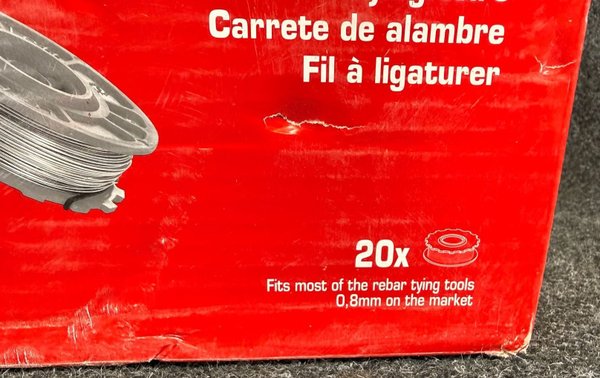 Carrete de alambre
Fil à ligaturer
20x
Fits most of the rebar tying tools
0,8mm on the market